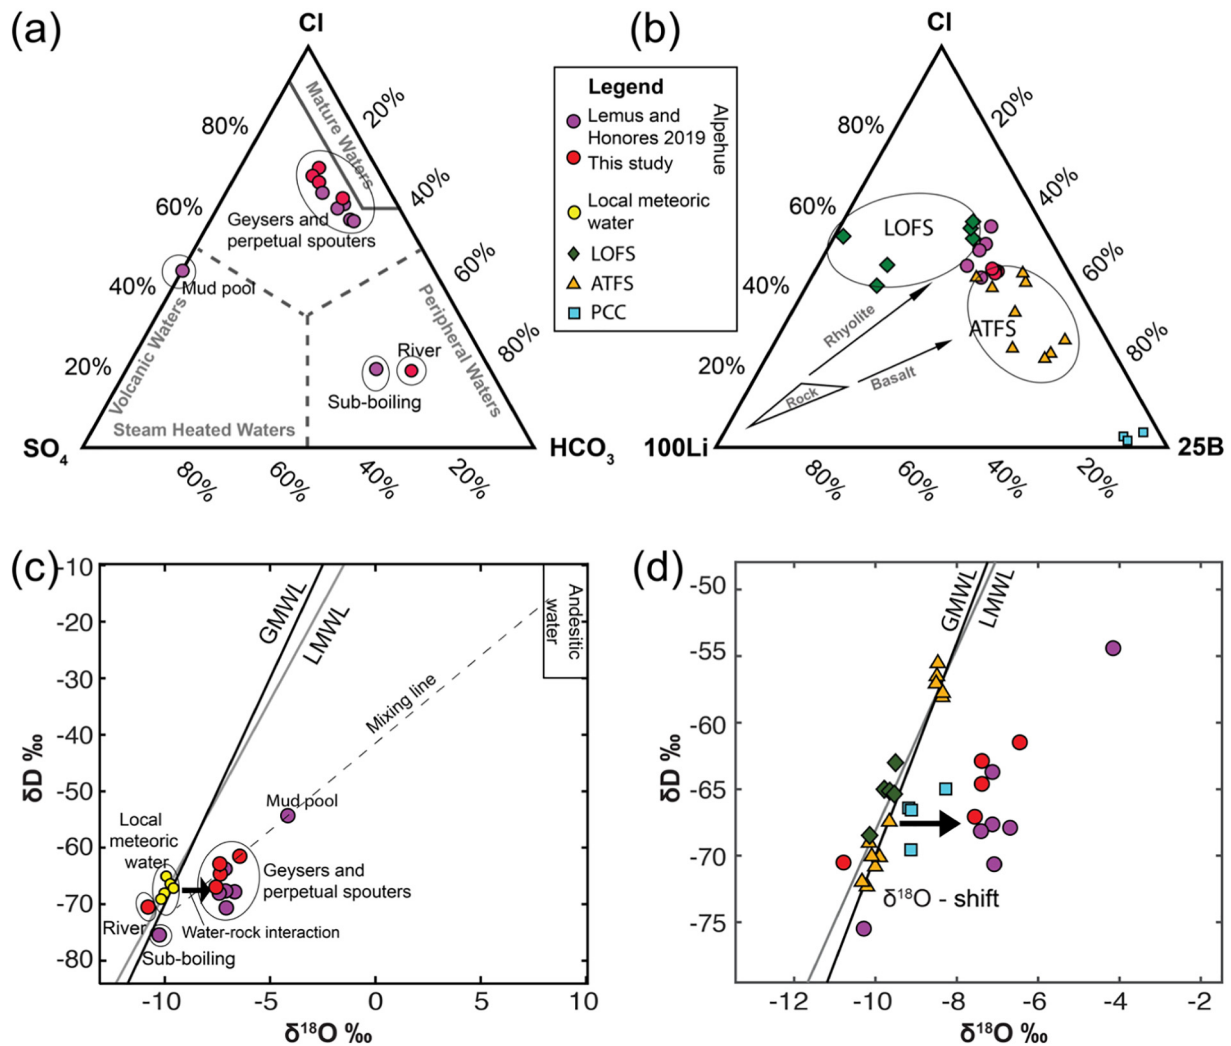 (a)
Cl
80%
20%
Mature Waters
60%
40%
Geysers and
perpetual spouters
40%
60%
Mud pool
Volcanic Waters
Peripheral Waters
20%
80%
River
Sub-boiling
Steam Heated Waters
SO4
HCO3
80%
60%
40%
20%
Legend
Alpehue
Lemus and
Honores 2019
This study
Local meteoric
water
LOFS
ATFS
PCC
(b)
Cl
80%
20%
60%
40%
LOFS
40%
60%
Rhyolite
ATFS
20%
80%
Rock
Basalt
100Li
25B
80%
60%
40%
20%
(c)
-10
GMWL
LMWL
Andesitic
water
-20
-30
Mixing line
-40
δD ‰
-50
Mud pool
Local
meteoric
water
-60
Geysers and
perpetual spouters
-70
River
Water-rock interaction
Sub-boiling
-80
-10
-5
0
5
10
δ18O ‰
(d)
-50
GMWL
LMWL
-55
-60
δD ‰
-65
-70
δ18O - shift
-75
-12
-10
-8
-6
-4
-2
δ18O ‰